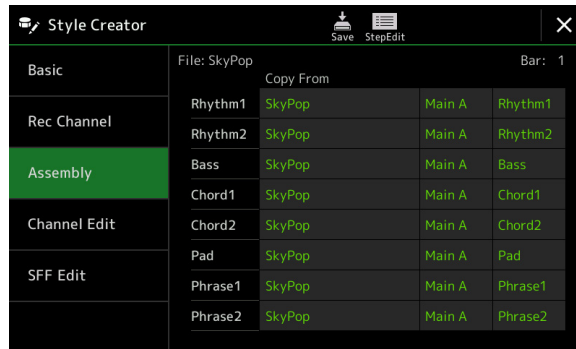 Style Creator
Save StepEdit
Basic
Rec Channel
Assembly
Channel Edit
SFF Edit
File: SkyPop Bar: 1
Copy From
Rhythm1 SkyPop Main A Rhythm1
Rhythm2 SkyPop Main A Rhythm2
Bass SkyPop Main A Bass
Chord1 SkyPop Main A Chord1
Chord2 SkyPop Main A Chord2
Pad SkyPop Main A Pad
Phrase1 SkyPop Main A Phrase1
Phrase2 SkyPop Main A Phrase2